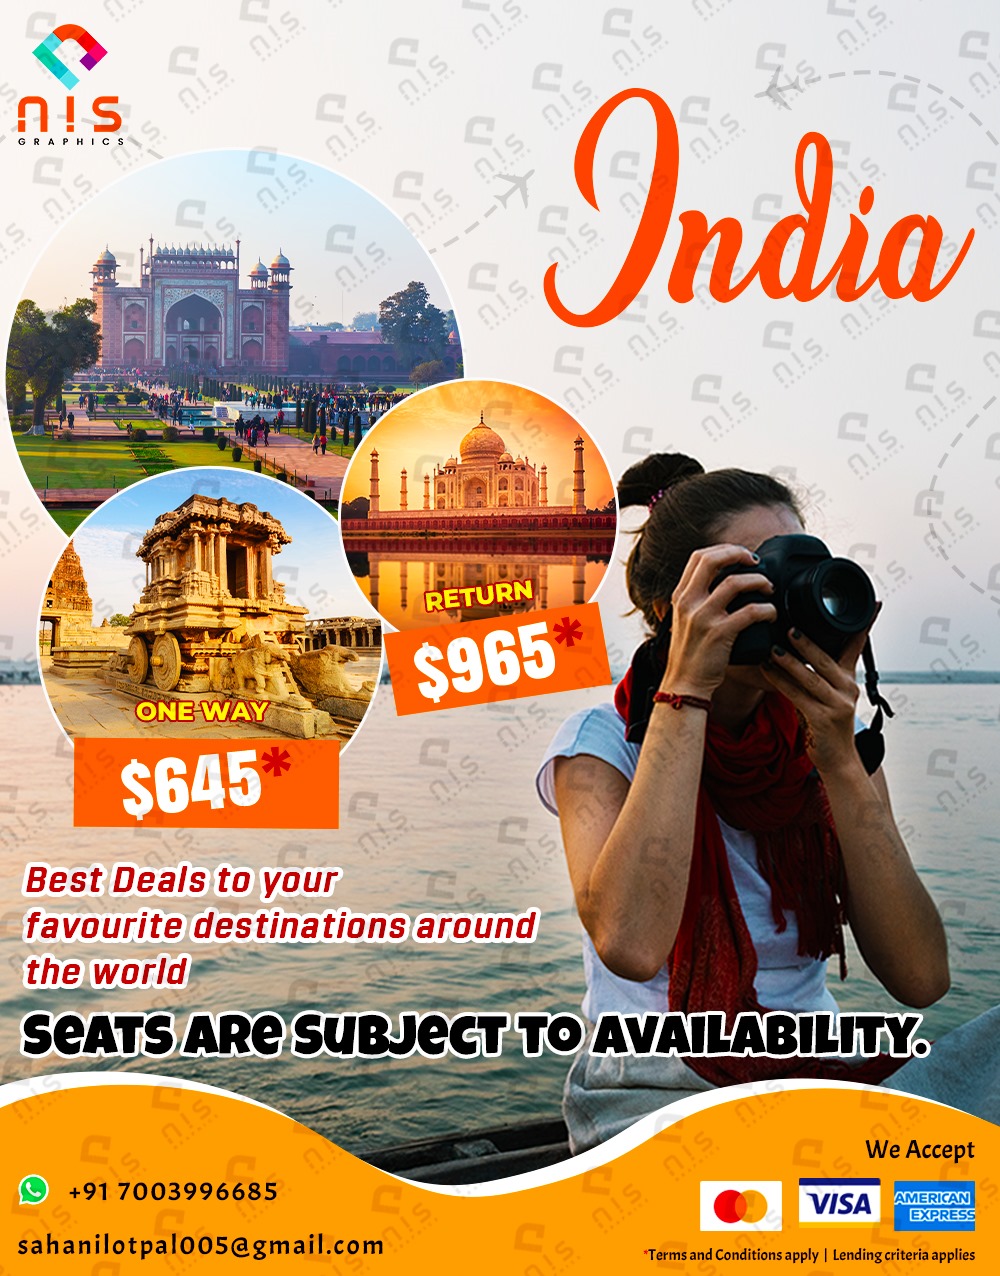 n!s
GRAPHICS
India
RETURN
$965*
ONE WAY
$645*
Best Deals to your
favourite destinations around
the world
SEATS ARE SUBJECT TO AVAILABILITY.
We Accept
+91 7003996685
VISA
AMERICAN
EXPRESS
sahanilotpal005@gmail.com
*Terms and Conditions apply | Lending criteria applies